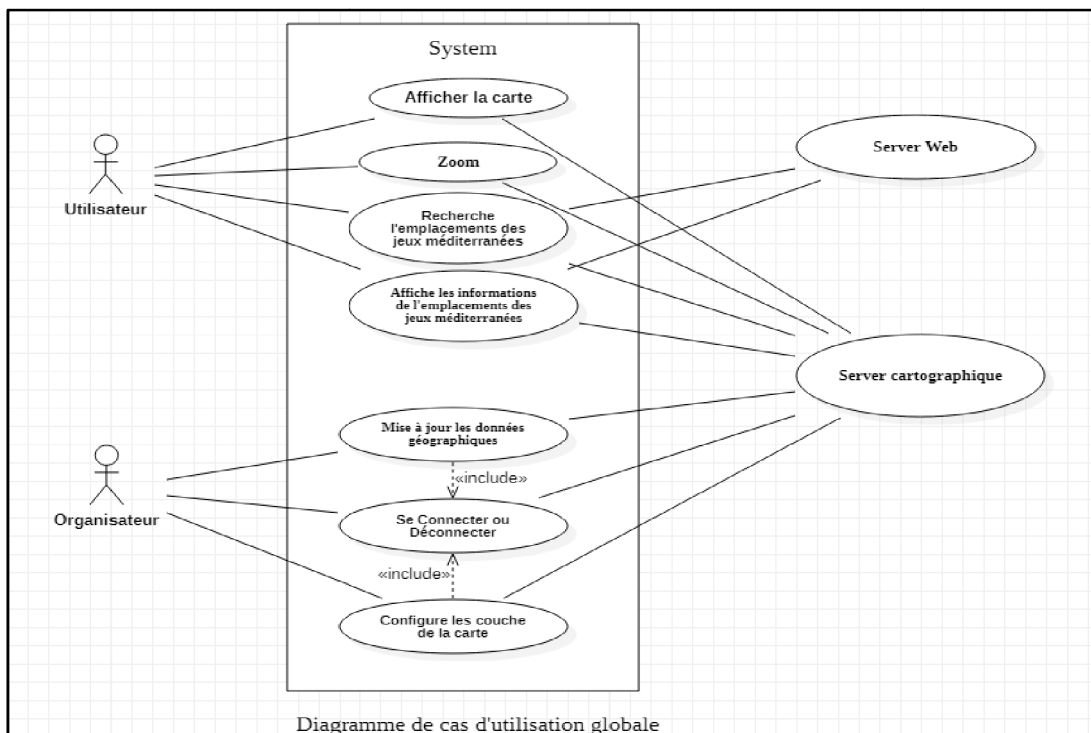 System
Afficher la carte
Zoom
Recherche
l'emplacements des
jeux méditerranées
Affiche les informations
de l'emplacements des
jeux méditerranées
Utilisateur
Server Web
Server cartographique
Mise à jour les données
géographiques
«include»
Se Connecter ou
Déconnecter
«include»
Configure les couche
de la carte
Organisateur
Diagramme de cas d'utilisation globale